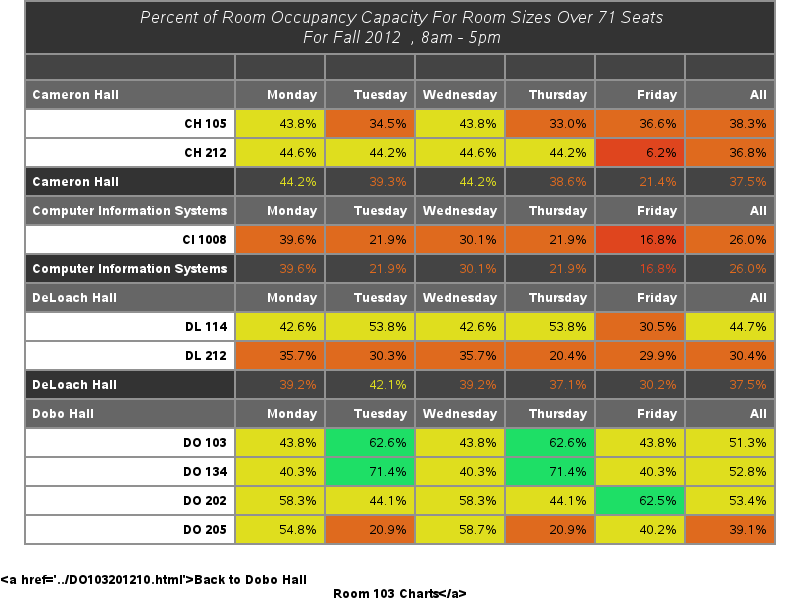 Percent of Room Occupancy Capacity For Room Sizes Over 71 Seats
For Fall 2012 , 8am - 5pm
Cameron Hall Monday Tuesday Wednesday Thursday Friday All
CH 105 43.8% 34.5% 43.8% 33.0% 36.6% 38.3%
CH 212 44.6% 44.2% 44.6% 44.2% 6.2% 36.8%
Cameron Hall 44.2% 39.3% 44.2% 38.6% 21.4% 37.5%
Computer Information Systems Monday Tuesday Wednesday Thursday Friday All
CI 1008 39.6% 21.9% 30.1% 21.9% 16.8% 26.0%
Computer Information Systems 39.6% 21.9% 30.1% 21.9% 16.8% 26.0%
DeLoach Hall Monday Tuesday Wednesday Thursday Friday All
DL 114 42.6% 53.8% 42.6% 53.8% 30.5% 44.7%
DL 212 35.7% 30.3% 35.7% 20.4% 29.9% 30.4%
DeLoach Hall 39.2% 42.1% 39.2% 37.1% 30.2% 37.5%
Dobo Hall Monday Tuesday Wednesday Thursday Friday All
DO 103 43.8% 62.6% 43.8% 62.6% 43.8% 51.3%
DO 134 40.3% 71.4% 40.3% 71.4% 40.3% 52.8%
DO 202 58.3% 44.1% 58.3% 44.1% 62.5% 53.4%
DO 205 54.8% 20.9% 58.7% 20.9% 40.2% 39.1%
<a href='../DO103201210.html'>Back to Dobo Hall
Room 103 Charts</a>